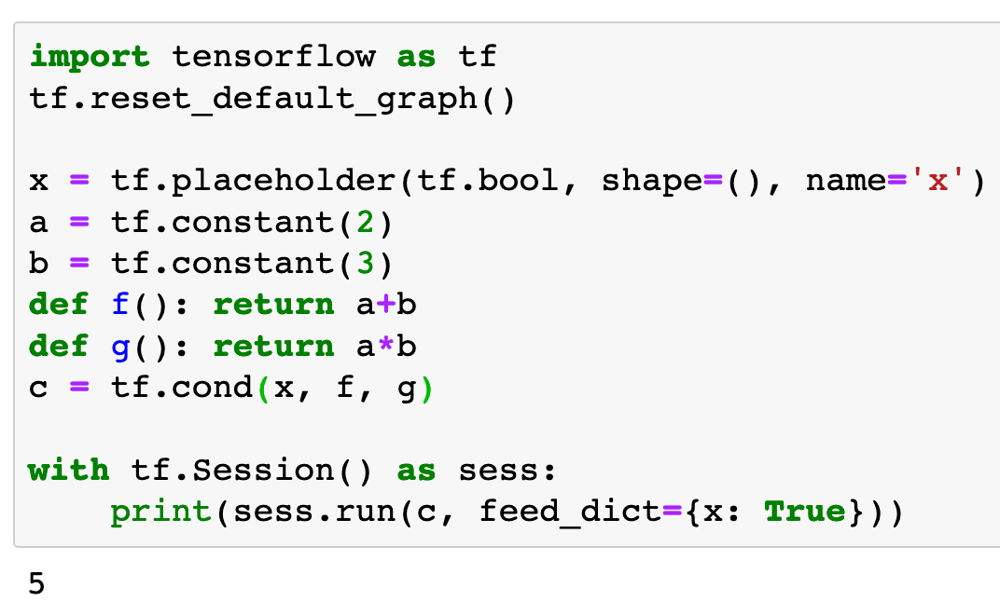 import tensorflow as tf
tf.reset_default_graph()
x = tf.placeholder(tf.bool, shape=(), name='x')
a = tf.constant(2)
b = tf.constant(3)
def f(): return a+b
def g(): return a*b
c = tf.cond(x, f, g)
with tf.Session() as sess:
    print(sess.run(c, feed_dict={x: True}))
5